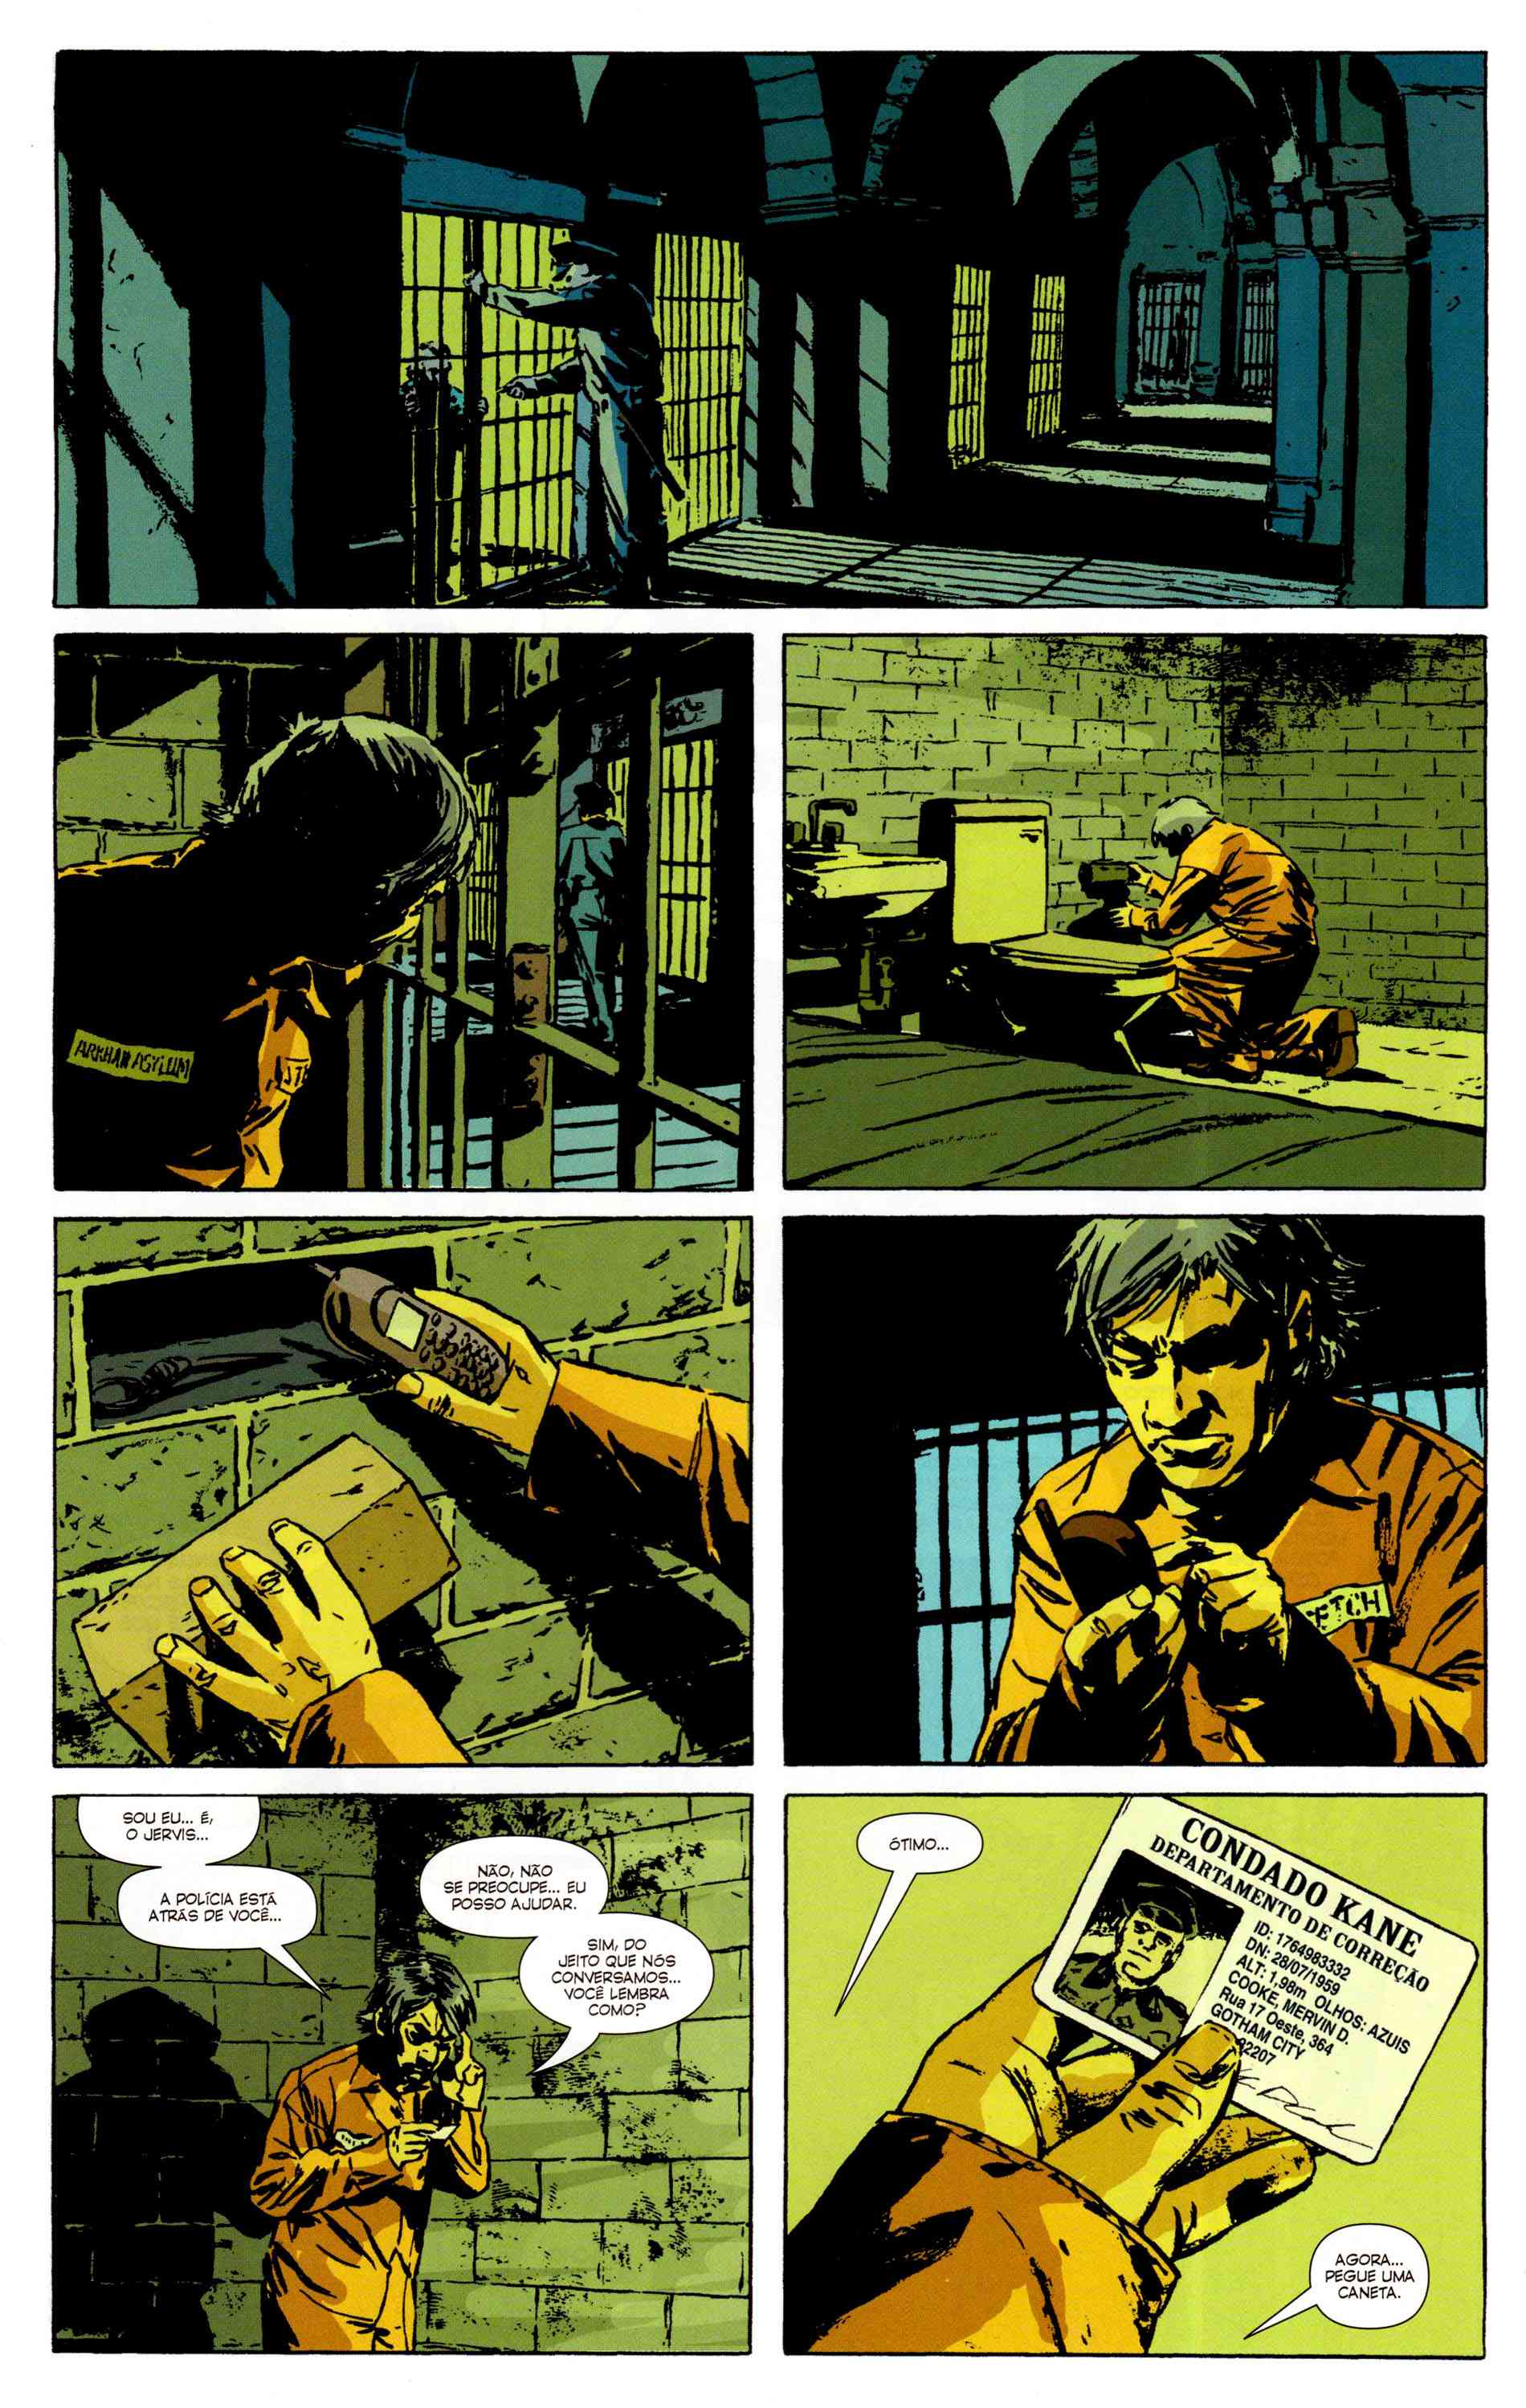 ARKHAM ASYLUM
ETCH
SOU EU... É,
O JERVIS...
A POLÍCIA ESTÁ
ATRÁS DE VOCÊ...
NÃO, NÃO
SE PREOCUPE... EU
POSSO AJUDAR.
SIM, DO
JEITO QUE NÓS
CONVERSAMOS...
VOCÊ LEMBRA
COMO?
ÓTIMO...
CONDADO KANE
DEPARTAMENTO DE CORREÇÃO
ID: 1764983332
DN: 28/07/1959
ALT: 1,98m OLHOS: AZUIS
COOKE, MERVIN D.
Rua 17 Oeste, 364
GOTHAM CITY
92207
AGORA...
PEGUE UMA
CANETA.